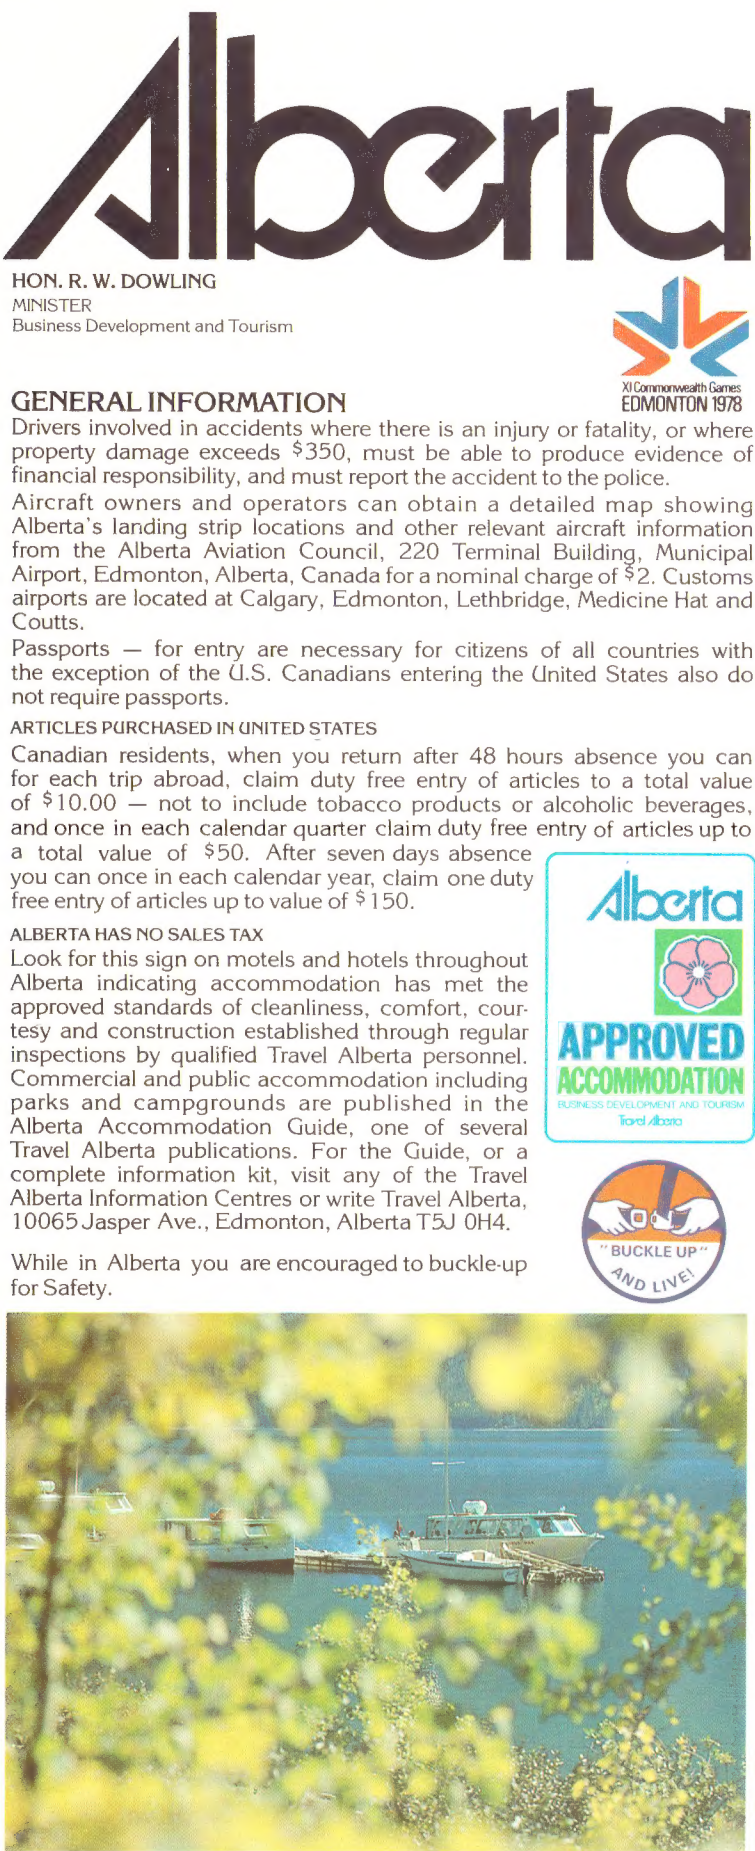 Alberta
HON. R. W. DOWLING
MINISTER
Business Development and Tourism
XI Commonwealth Games
EDMONTON 1978
GENERAL INFORMATION
Drivers involved in accidents where there is an injury or fatality, or where
property damage exceeds $350, must be able to produce evidence of
financial responsibility, and must report the accident to the police.
Aircraft owners and operators can obtain a detailed map showing
Alberta's landing strip locations and other relevant aircraft information
from the Alberta Aviation Council, 220 Terminal Building, Municipal
Airport, Edmonton, Alberta, Canada for a nominal charge of $2. Customs
airports are located at Calgary, Edmonton, Lethbridge, Medicine Hat and
Coutts.
Passports — for entry are necessary for citizens of all countries with
the exception of the U.S. Canadians entering the United States also do
not require passports.
ARTICLES PURCHASED IN UNITED STATES
Canadian residents, when you return after 48 hours absence you can
for each trip abroad, claim duty free entry of articles to a total value
of $10.00 — not to include tobacco products or alcoholic beverages,
and once in each calendar quarter claim duty free entry of articles up to
a total value of $50. After seven days absence
you can once in each calendar year, claim one duty
free entry of articles up to value of $150.
ALBERTA HAS NO SALES TAX
Look for this sign on motels and hotels throughout
Alberta indicating accommodation has met the
approved standards of cleanliness, comfort, cour-
tesy and construction established through regular
inspections by qualified Travel Alberta personnel.
Commercial and public accommodation including
parks and campgrounds are published in the
Alberta Accommodation Guide, one of several
Travel Alberta publications. For the Guide, or a
complete information kit, visit any of the Travel
Alberta Information Centres or write Travel Alberta,
10065 Jasper Ave., Edmonton, Alberta T5J 0H4.
While in Alberta you are encouraged to buckle-up
for Safety.
Alberta
APPROVED
ACCOMMODATION
BUSINESS DEVELOPMENT AND TOURISM
Travel Alberta
"BUCKLE UP"
AND LIVE!